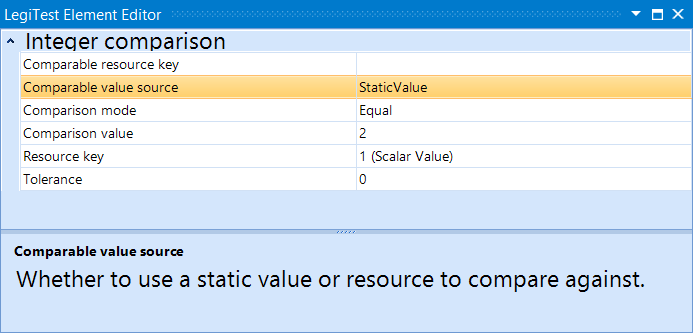 LegiTest Element Editor
Integer comparison
Comparable resource key
Comparable value source StaticValue
Comparison mode Equal
Comparison value 2
Resource key 1 (Scalar Value)
Tolerance 0
Comparable value source
Whether to use a static value or resource to compare against.